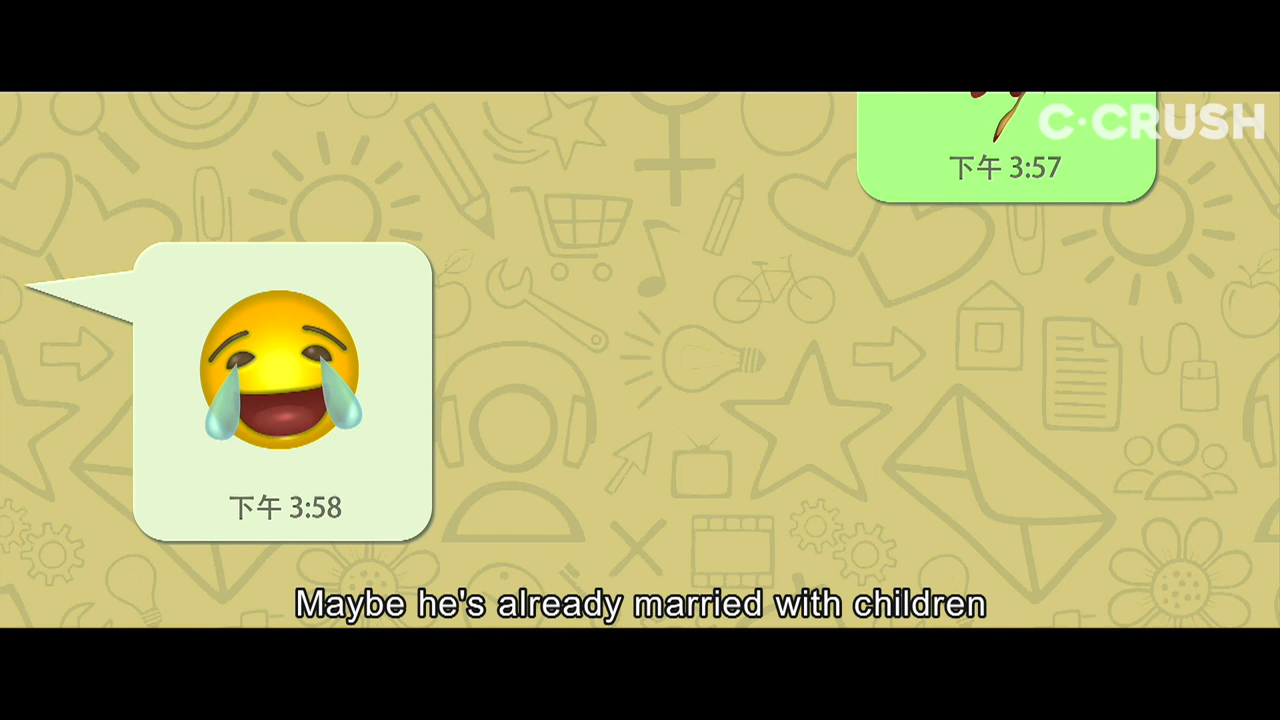 C·CRUSH
下午 3:57
下午 3:58
Maybe he's already married with children